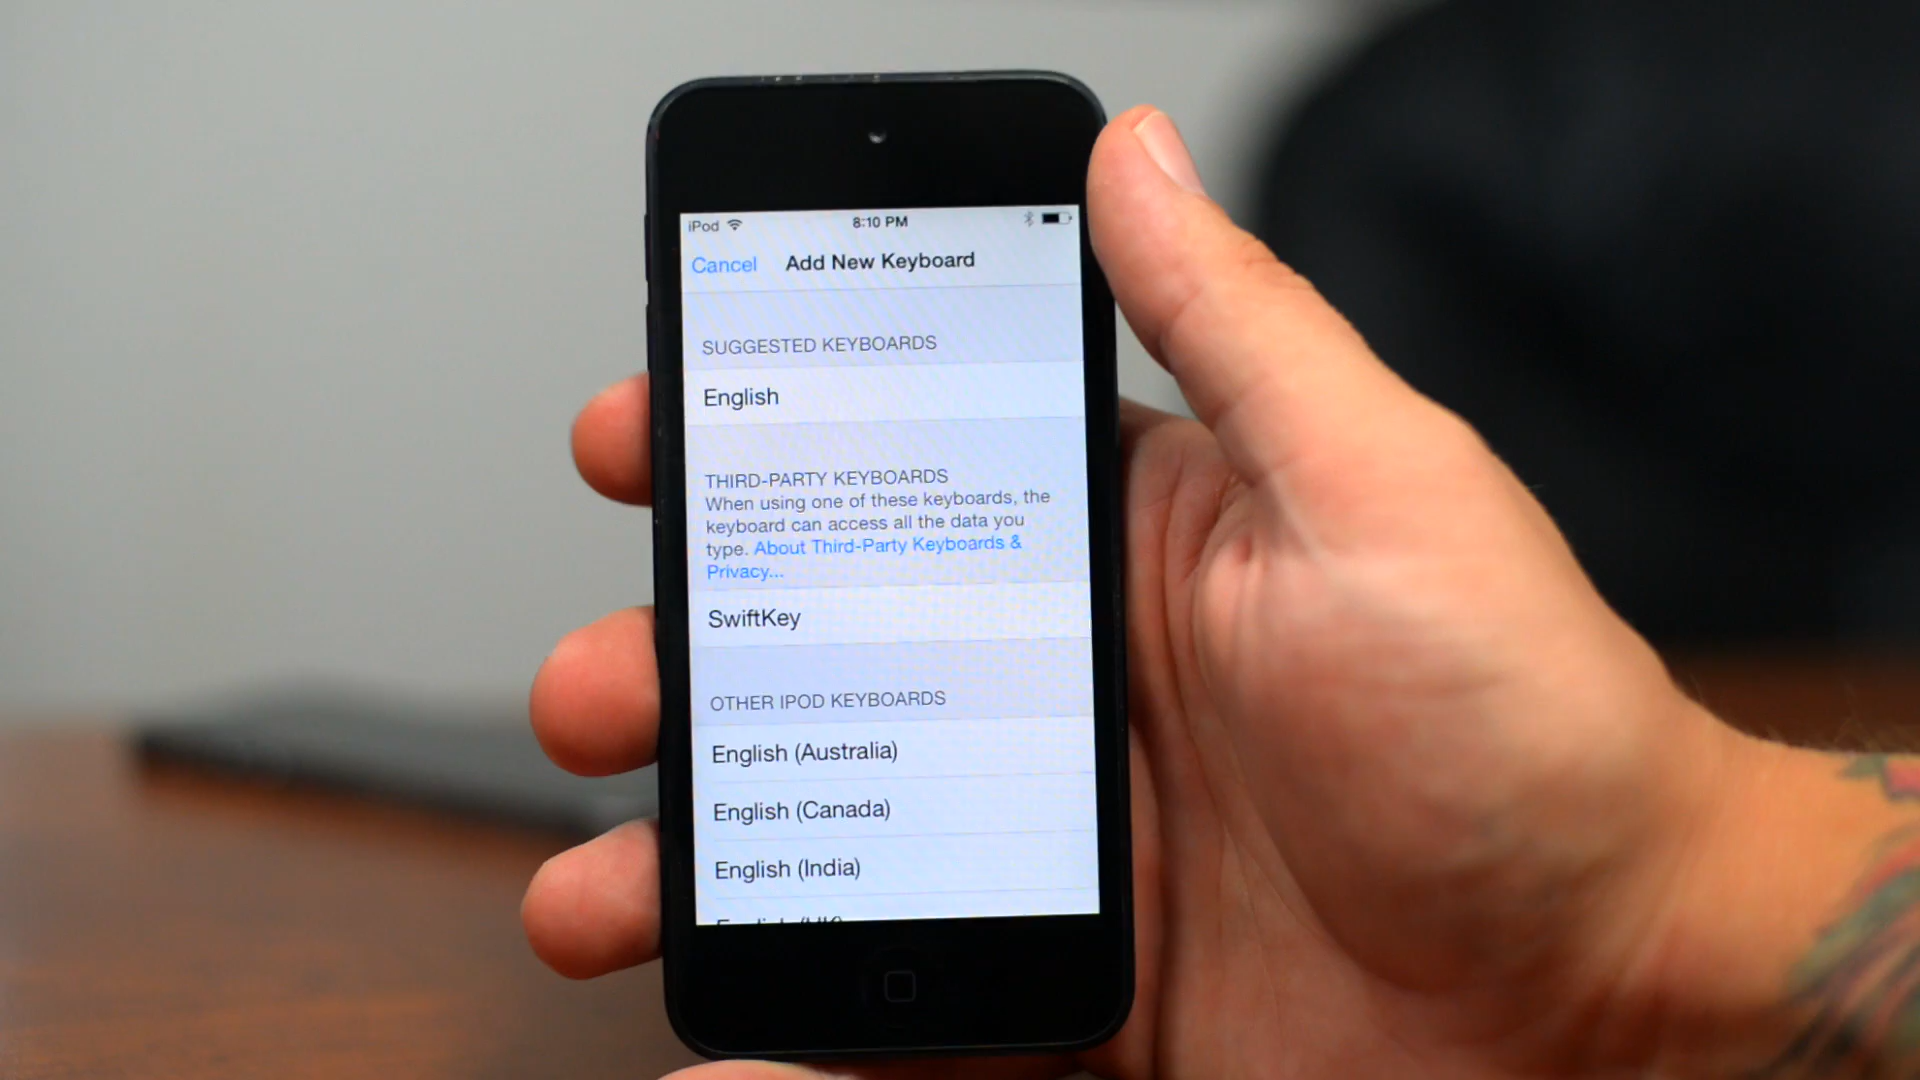 iPod 8:10 PM
Cancel Add New Keyboard
SUGGESTED KEYBOARDS
English
THIRD-PARTY KEYBOARDS
When using one of these keyboards, the
keyboard can access all the data you
type. About Third-Party Keyboards &
Privacy...
SwiftKey
OTHER IPOD KEYBOARDS
English (Australia)
English (Canada)
English (India)
English (UK)